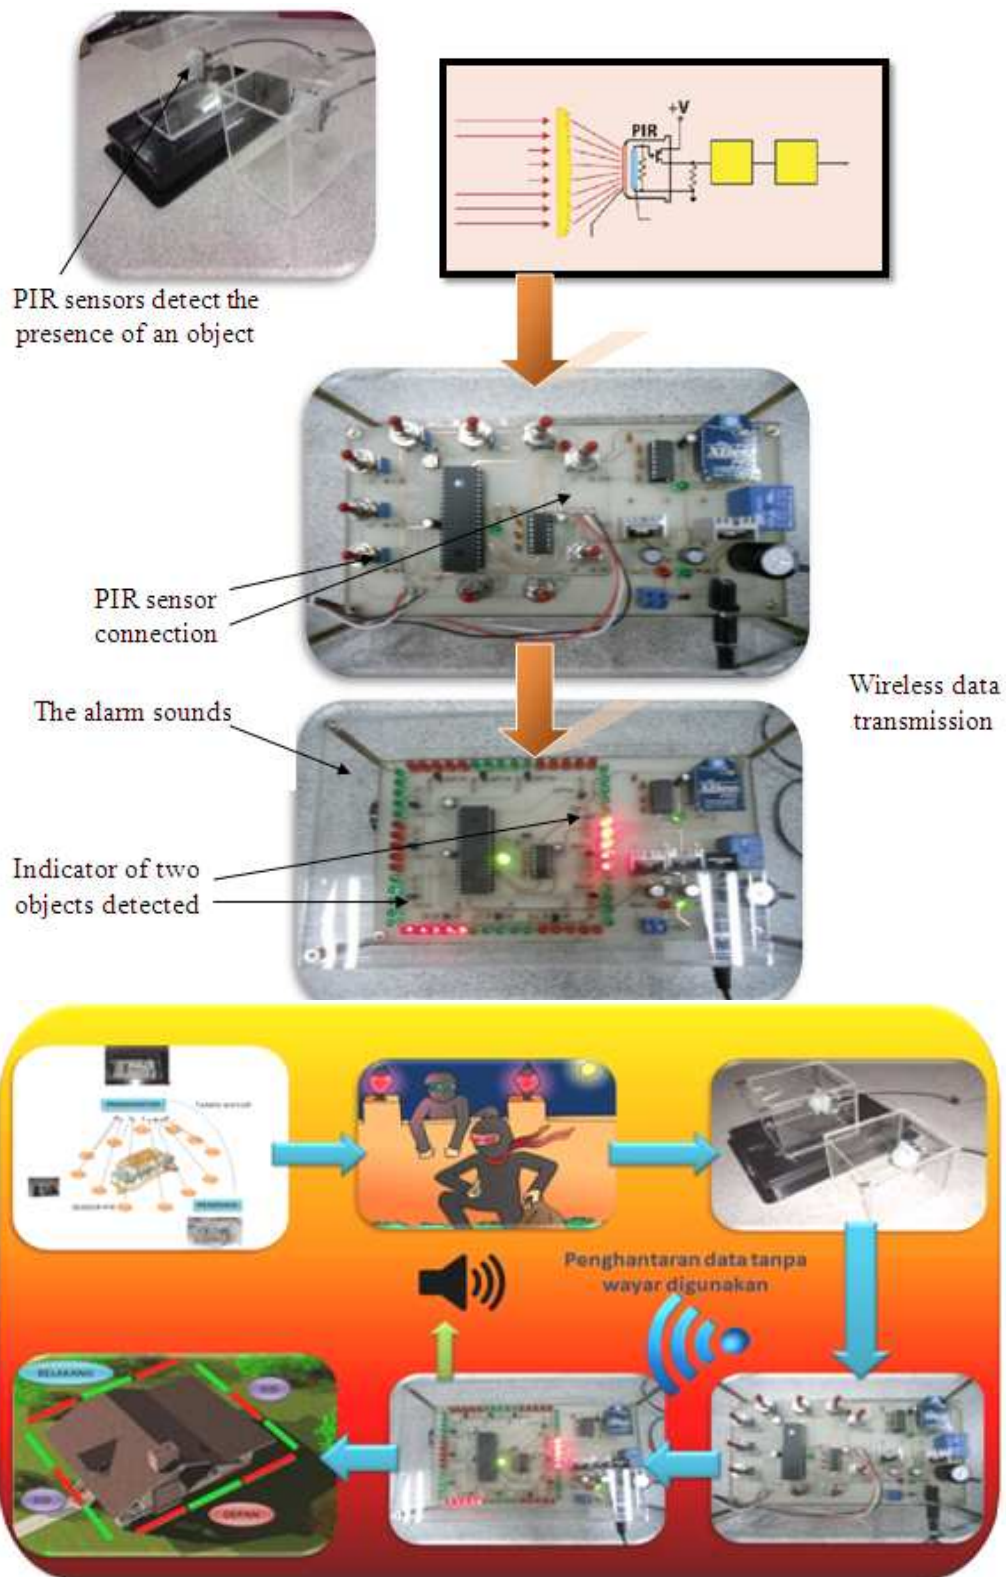 +V
PIR
PIR sensors detect the
presence of an object
PIR sensor
connection
Wireless data
transmission
The alarm sounds
Indicator of two
objects detected
Penghantaran data tanpa
wayar digunakan
BELAKANG
DEPAN